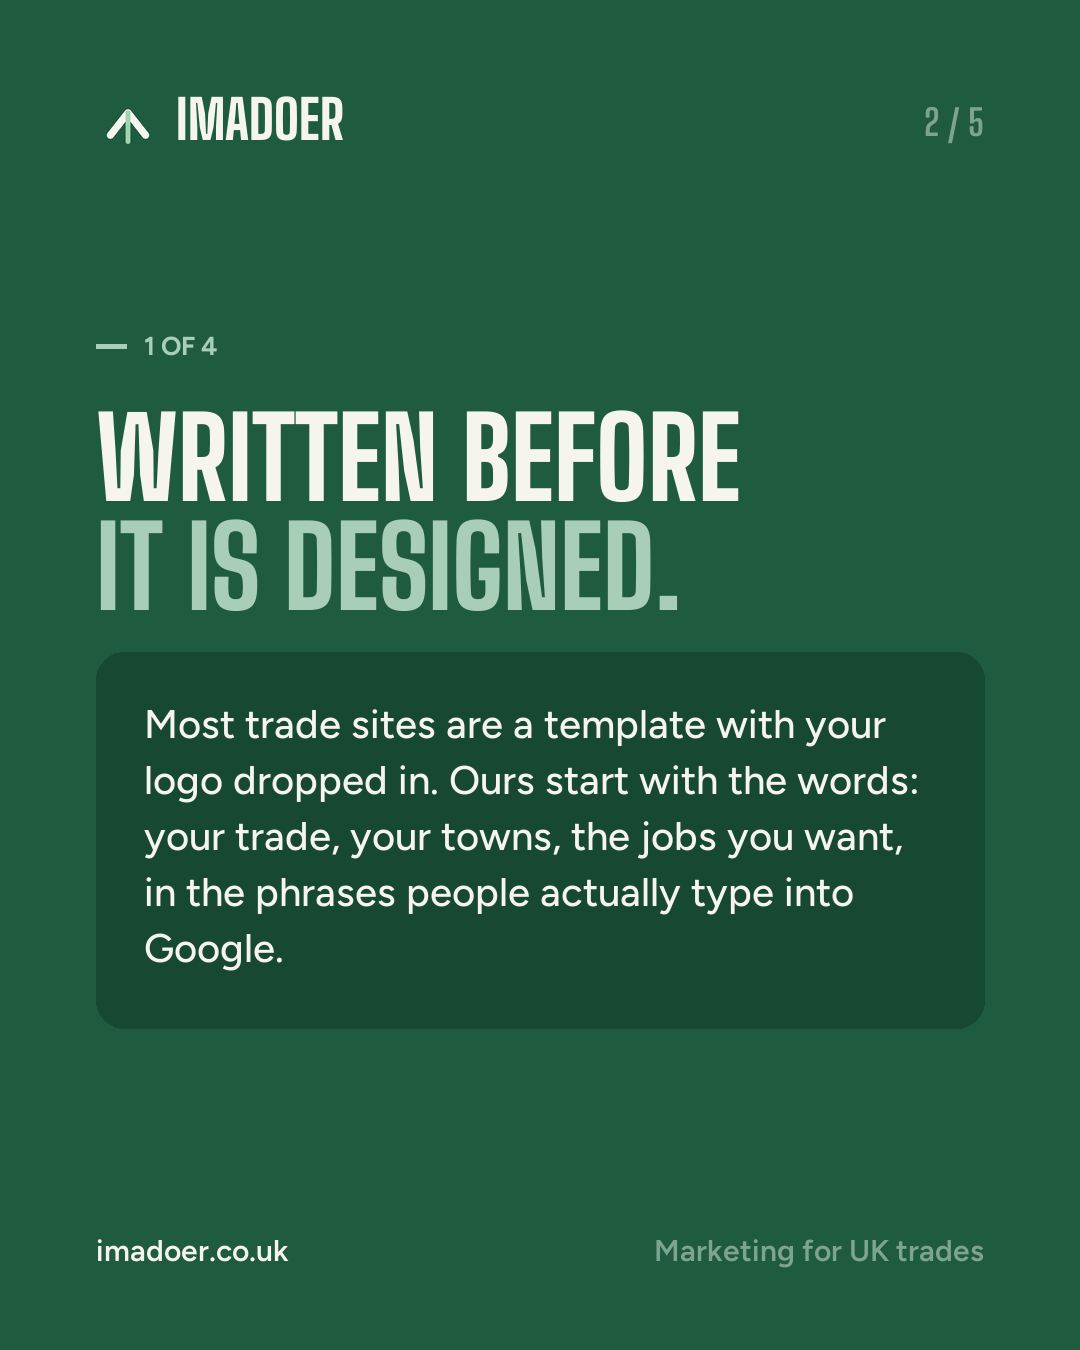 IMADOER
2 / 5
1 OF 4
WRITTEN BEFORE
IT IS DESIGNED.
Most trade sites are a template with your
logo dropped in. Ours start with the words:
your trade, your towns, the jobs you want,
in the phrases people actually type into
Google.
imadoer.co.uk
Marketing for UK trades